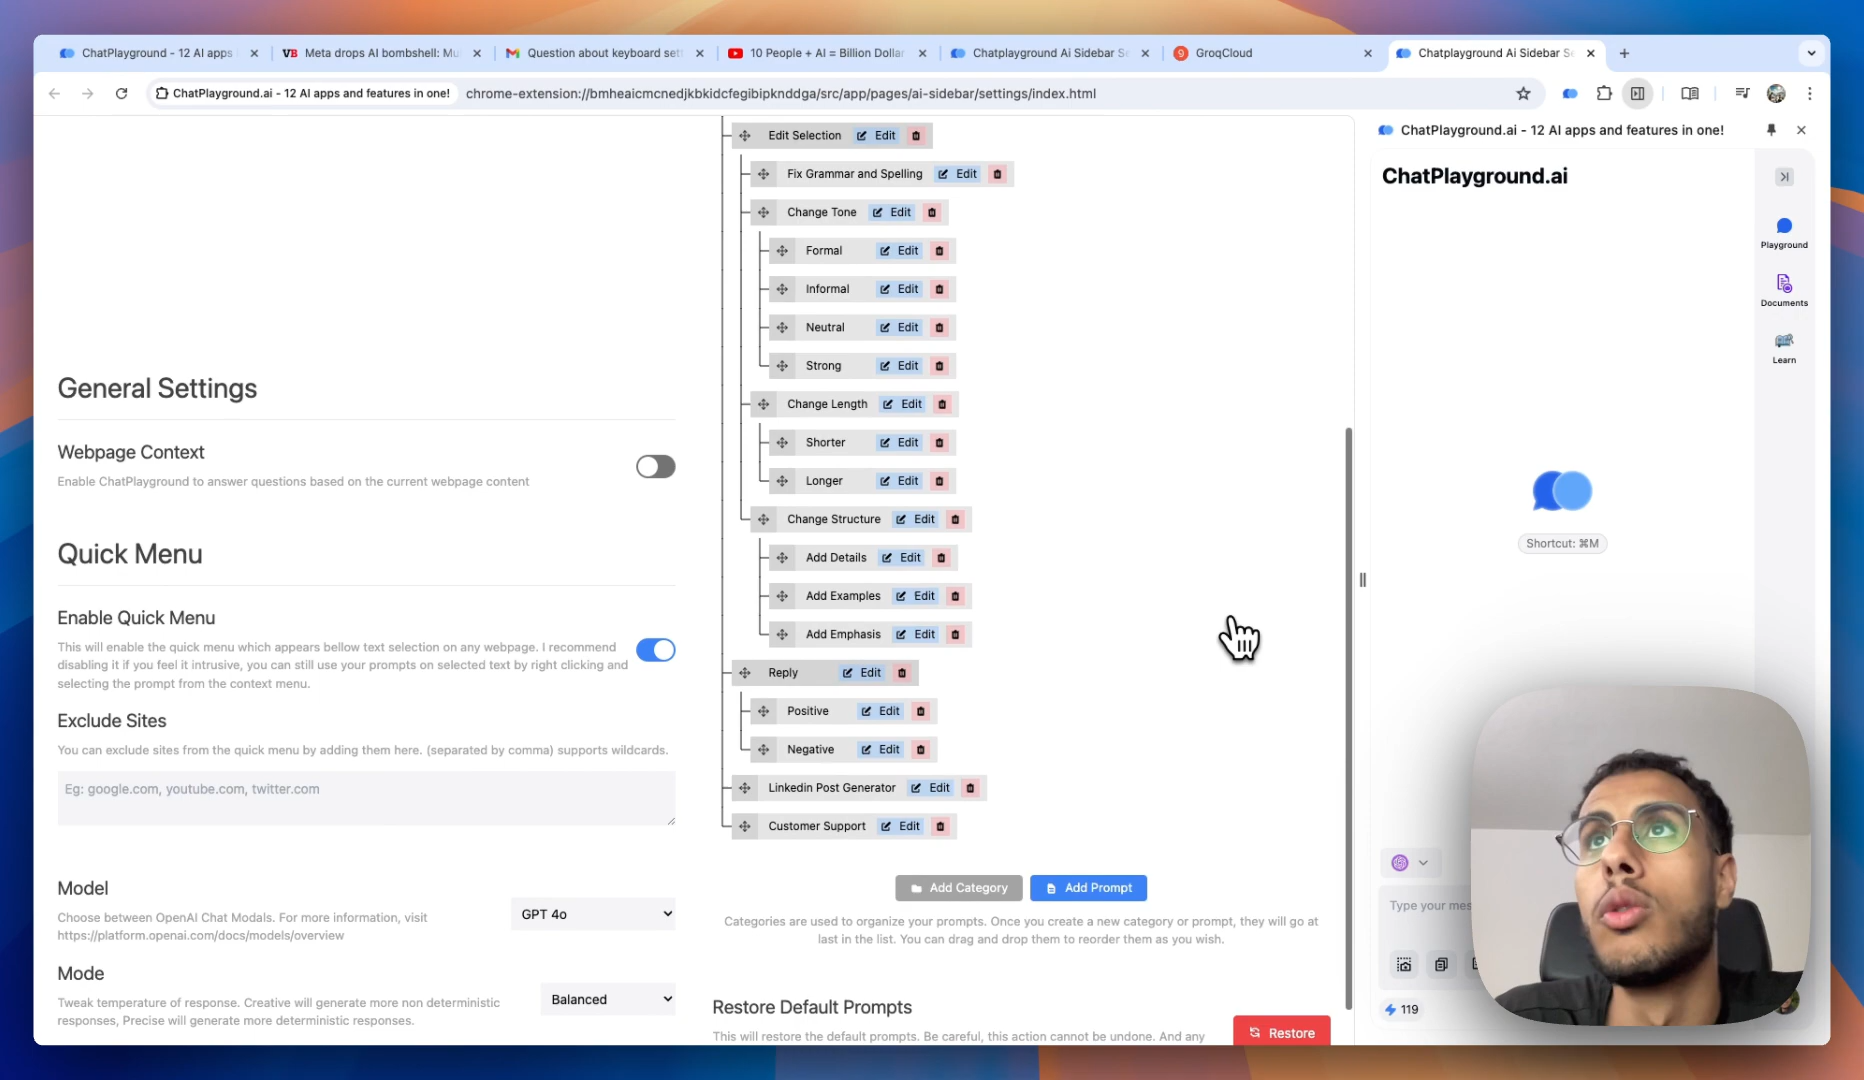 ChatPlayground - 12 AI apps
Meta drops AI bombshell: Mu
Question about keyboard sett
10 People + AI = Billion Dollar
Chatplayground Ai Sidebar Se
GroqCloud
Chatplayground Ai Sidebar Se
ChatPlayground.ai - 12 AI apps and features in one!
chrome-extension://bmheaicmcnedjkbkidcfegibipknddga/src/app/pages/ai-sidebar/settings/index.html
General Settings
Webpage Context
Enable ChatPlayground to answer questions based on the current webpage content
Quick Menu
Enable Quick Menu
This will enable the quick menu which appears bellow text selection on any webpage. I recommend
disabling it if you feel it intrusive, you can still use your prompts on selected text by right clicking and
selecting the prompt from the context menu.
Exclude Sites
You can exclude sites from the quick menu by adding them here. (separated by comma) supports wildcards.
Eg: google.com, youtube.com, twitter.com
Model
Choose between OpenAI Chat Modals. For more information, visit
https://platform.openai.com/docs/models/overview
GPT 4o
Mode
Tweak temperature of response. Creative will generate more non deterministic
responses, Precise will generate more deterministic responses.
Balanced
Edit Selection Edit
Fix Grammar and Spelling Edit
Change Tone Edit
Formal Edit
Informal Edit
Neutral Edit
Strong Edit
Change Length Edit
Shorter Edit
Longer Edit
Change Structure Edit
Add Details Edit
Add Examples Edit
Add Emphasis Edit
Reply Edit
Positive Edit
Negative Edit
Linkedin Post Generator Edit
Customer Support Edit
Add Category
Add Prompt
Categories are used to organize your prompts. Once you create a new category or prompt, they will go at
last in the list. You can drag and drop them to reorder them as you wish.
Restore Default Prompts
This will restore the default prompts. Be careful, this action cannot be undone. And any
Restore
ChatPlayground.ai - 12 AI apps and features in one!
ChatPlayground.ai
Playground
Documents
Learn
Shortcut: ⌘M
Type your mes
119